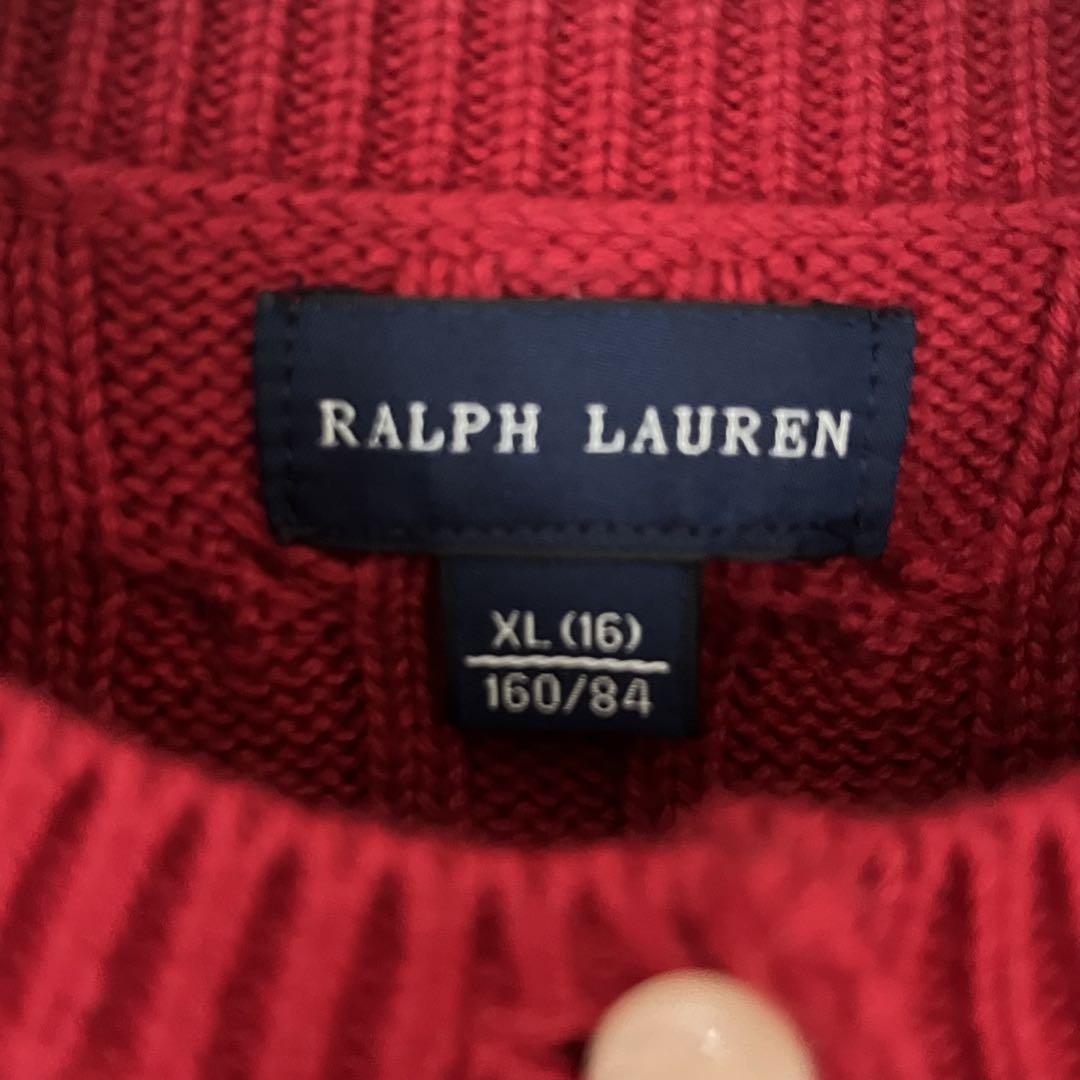 RALPH LAUREN
XL (16)
160/84